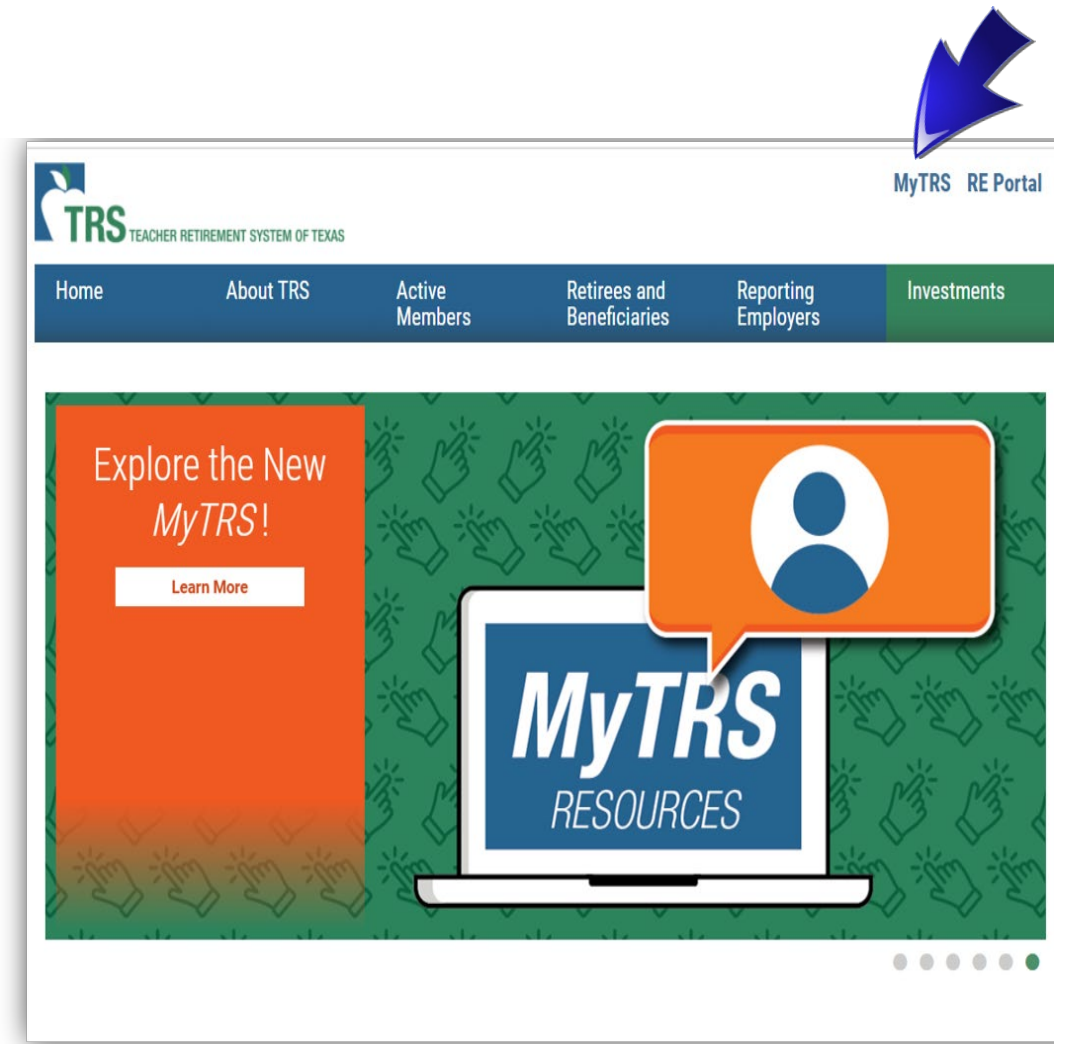 MyTRS RE Portal
TRS TEACHER RETIREMENT SYSTEM OF TEXAS
Home
About TRS
Active
Members
Retirees and
Beneficiaries
Reporting
Employers
Investments
Explore the New
MyTRS!
Learn More
MyTRS
RESOURCES